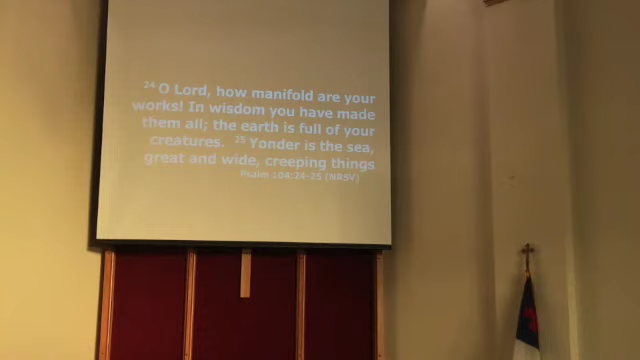 24 O Lord, how manifold are your
works! In wisdom you have made
them all; the earth is full of your
creatures. 25 Yonder is the sea,
great and wide, creeping things
Psalm 104:24-25 (NRSV)